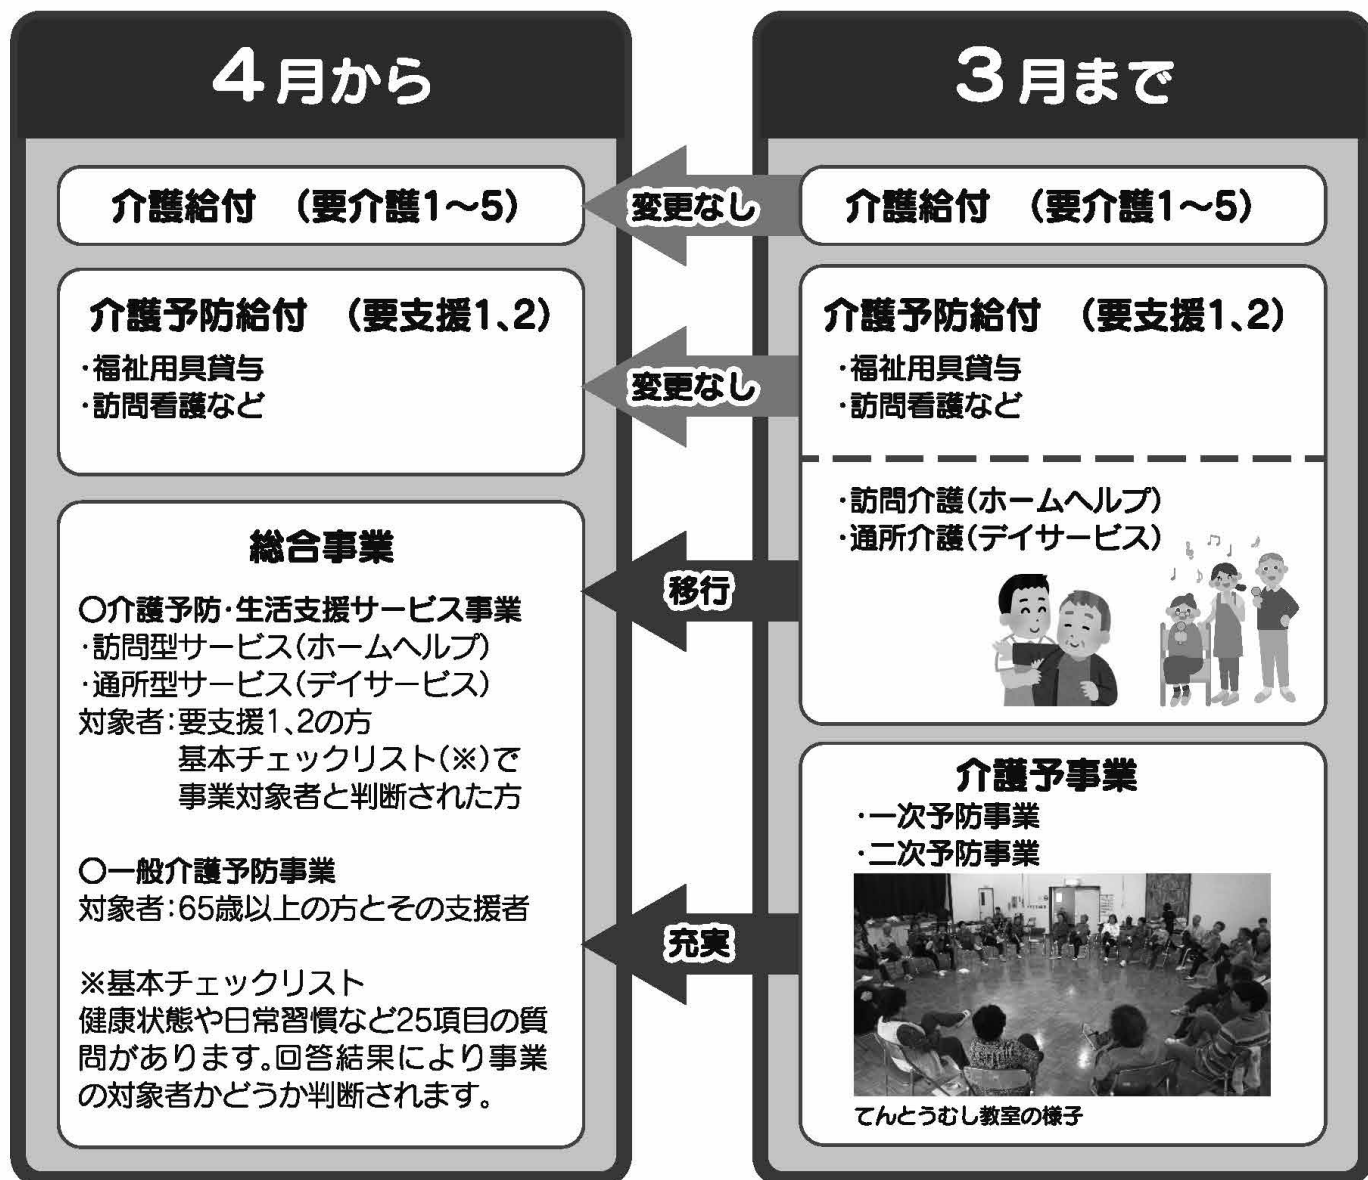 4月から
介護給付 (要介護1~5)
介護予防給付 (要支援1、2)
・福祉用具貸与
・訪問看護など
総合事業
○介護予防・生活支援サービス事業
・訪問型サービス(ホームヘルプ)
・通所型サービス(デイサービス)
対象者:要支援1、2の方
基本チェックリスト(※)で
事業対象者と判断された方
○一般介護予防事業
対象者:65歳以上の方とその支援者
※基本チェックリスト
健康状態や日常習慣など25項目の質
問があります。回答結果により事業
の対象者かどうか判断されます。
変更なし
変更なし
移行
充実
3月まで
介護給付 (要介護1~5)
介護予防給付 (要支援1、2)
・福祉用具貸与
・訪問看護など
・訪問介護(ホームヘルプ)
・通所介護(デイサービス)
介護予事業
・一次予防事業
・二次予防事業
てんとうむし教室の様子